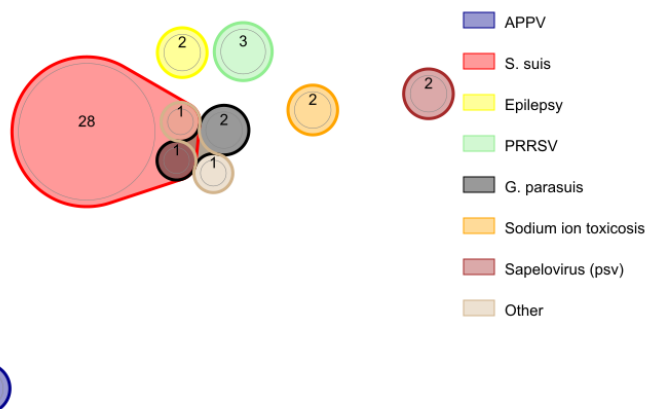 2
3
APPV
2
2
S. suis
28
1
2
Epilepsy
1
1
PRRSV
G. parasuis
Sodium ion toxicosis
Sapelovirus (psv)
Other